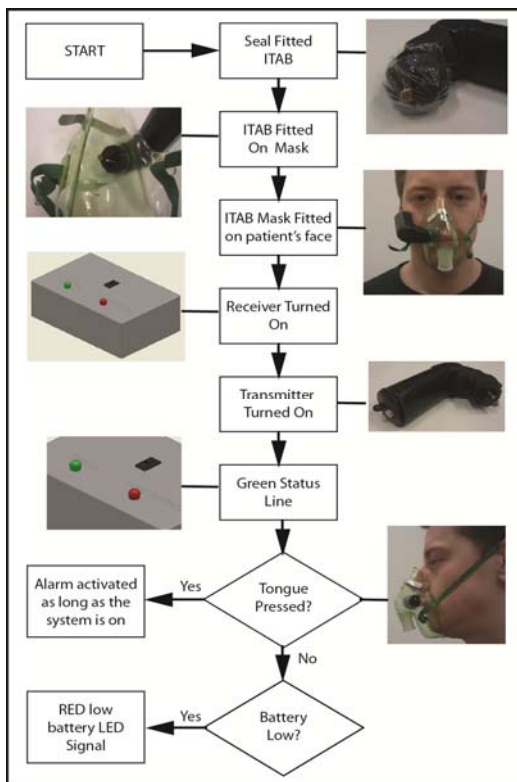 START
Seal Fitted
ITAB
ITAB Fitted
On Mask
ITAB Mask Fitted
on patient's face
Receiver Turned
On
Transmitter
Turned On
Green Status
Line
Tongue
Pressed?
Yes
Alarm activated
as long as the
system is on
No
Battery
Low?
Yes
RED low
battery LED
Signal